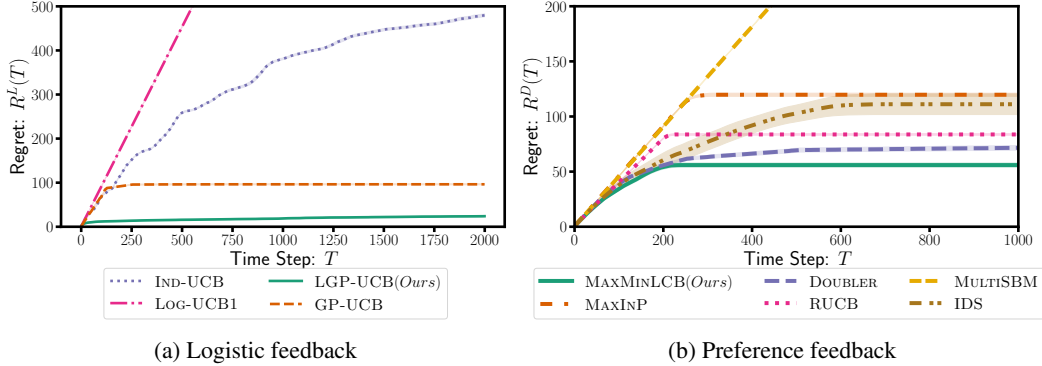 500
400
300
200
100
0
Regret: R^L(T)
0 250 500 750 1000 1250 1500 1750 2000
Time Step: T
IND-UCB LGP-UCB(Ours)
LOG-UCB1 GP-UCB
(a) Logistic feedback
200
150
100
50
0
Regret: R^D(T)
0 200 400 600 800 1000
Time Step: T
MAXMINLCB(Ours) DOUBLER MULTISBM
MAXINP RUCB IDS
(b) Preference feedback